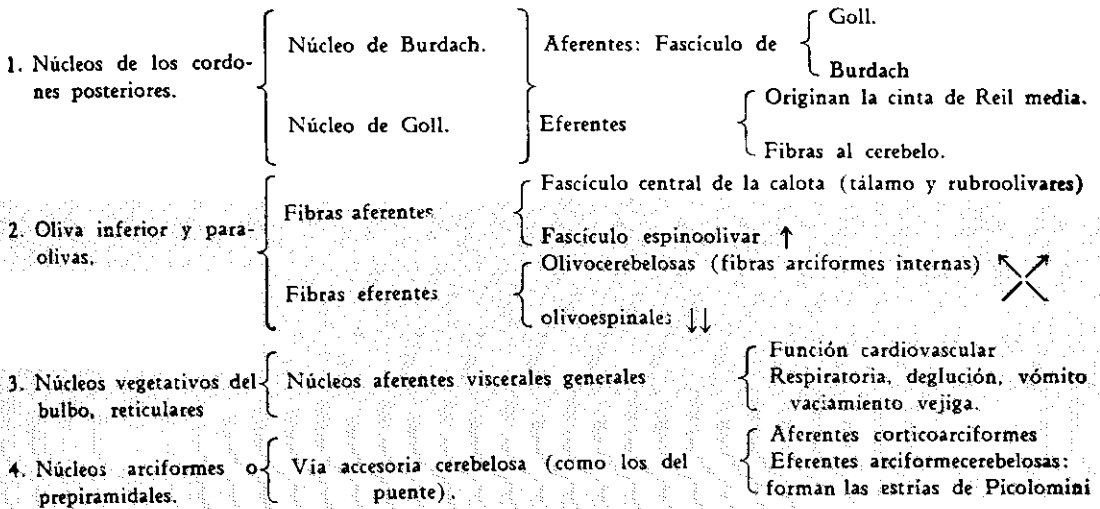 1. Núcleos de los cordo-
nes posteriores.
Núcleo de Burdach.
Núcleo de Goll.
Aferentes: Fascículo de
Goll.
Burdach
Eferentes
Originan la cinta de Reil media.
Fibras al cerebelo.
2. Oliva inferior y para-
olivas.
Fibras aferentes
Fascículo central de la calota (tálamo y rubroolivares)
Fascículo espinoolivar ↑
Fibras eferentes
Olivocerebelosas (fibras arciformes internas)
olivoespinales ↓↓
3. Núcleos vegetativos del
bulbo, reticulares
Núcleos aferentes viscerales generales
Función cardiovascular
Respiratoria, deglución, vómito
vaciamiento vejiga.
4. Núcleos arciformes o
prepiramidales.
Vía accesoria cerebelosa (como los del
puente).
Aferentes corticoarciformes
Eferentes arciformecerebelosas:
forman las estrías de Picolomini